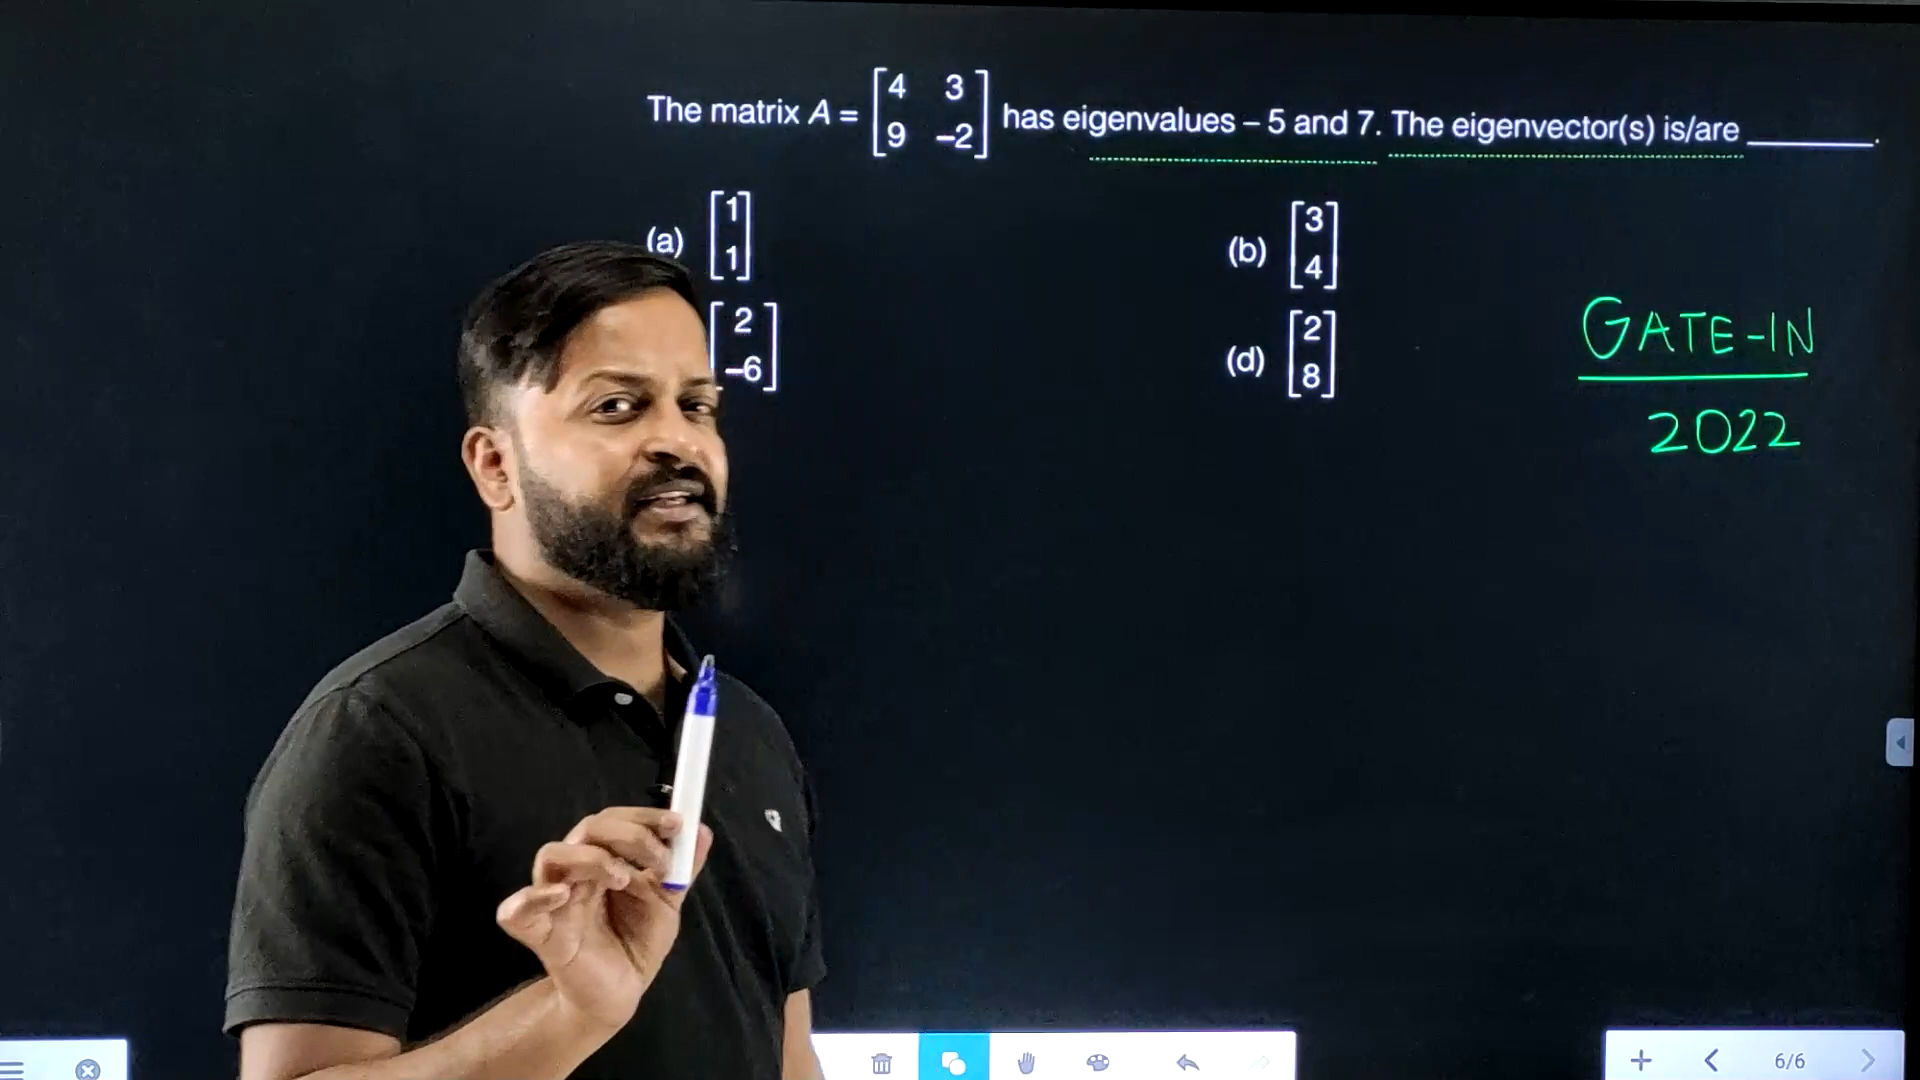 The matrix A = [4 3 9 –2] has eigenvalues – 5 and 7. The eigenvector(s) is/are ________.
(a) [1 1]
(b) [3 4]
[2 –6]
(d) [2 8]
GATE-IN
2022
6/6